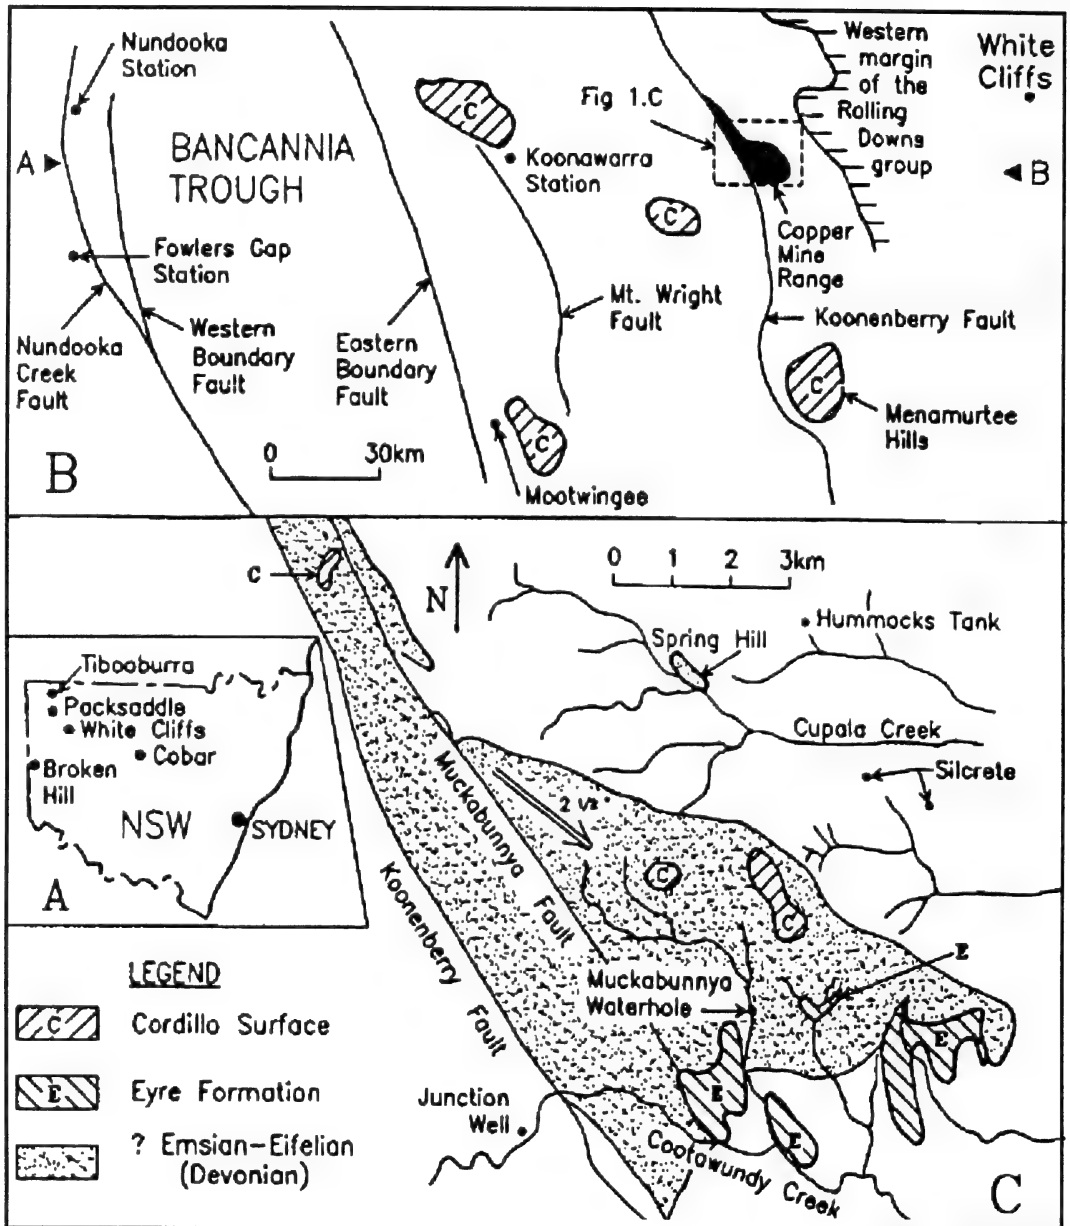 Nundooka
Station
BANCANNIA
TROUGH
A
Fowlers Gap
Station
Nundooka
Creek
Fault
Western
Boundary
Fault
Eastern
Boundary
Fault
C
Koonawarra
Station
Fig 1.C
C
Western
margin
of the
Rolling
Downs
group
White
Cliffs
B
Copper
Mine
Range
Mt. Wright
Fault
Koonenberry Fault
C
Menamurtee
Hills
C
Mootwingee
0 30km
B
C
N
0 1 2 3km
Spring Hill
Hummocks Tank
Cupala Creek
Silcrete
Tibooburra
Packsaddle
White Cliffs
Cobar
Broken
Hill
NSW
SYDNEY
A
Muckabunnya Fault
Koonenberry Fault
2 1/2°
C
C
E
Muckabunnya
Waterhole
E
E
E
Junction
Well
Cootawundy Creek
C
LEGEND
C Cordillo Surface
E Eyre Formation
? Emsian-Eifelian
(Devonian)